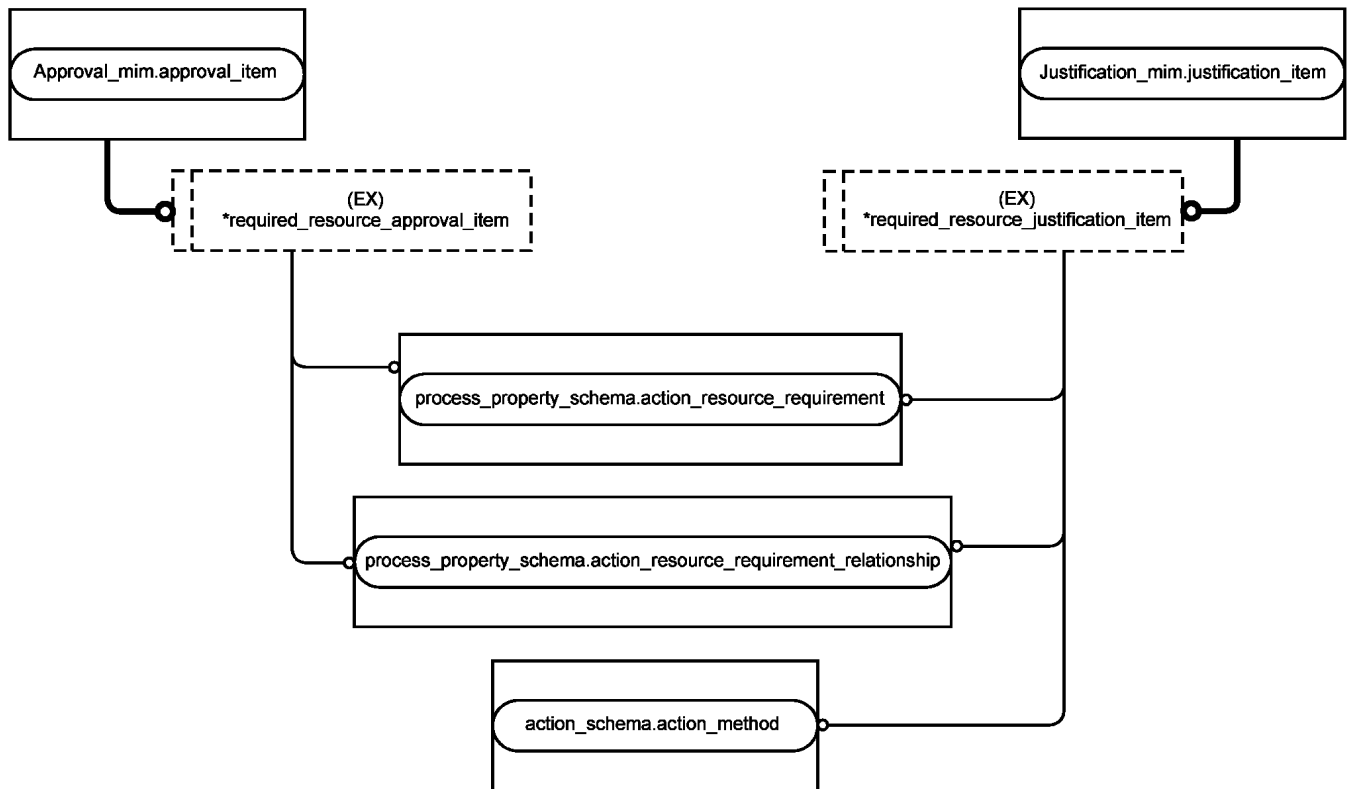 Approval_mim.approval_item
Justification_mim.justification_item
(EX)
*required_resource_approval_item
(EX)
*required_resource_justification_item
process_property_schema.action_resource_requirement
process_property_schema.action_resource_requirement_relationship
action_schema.action_method